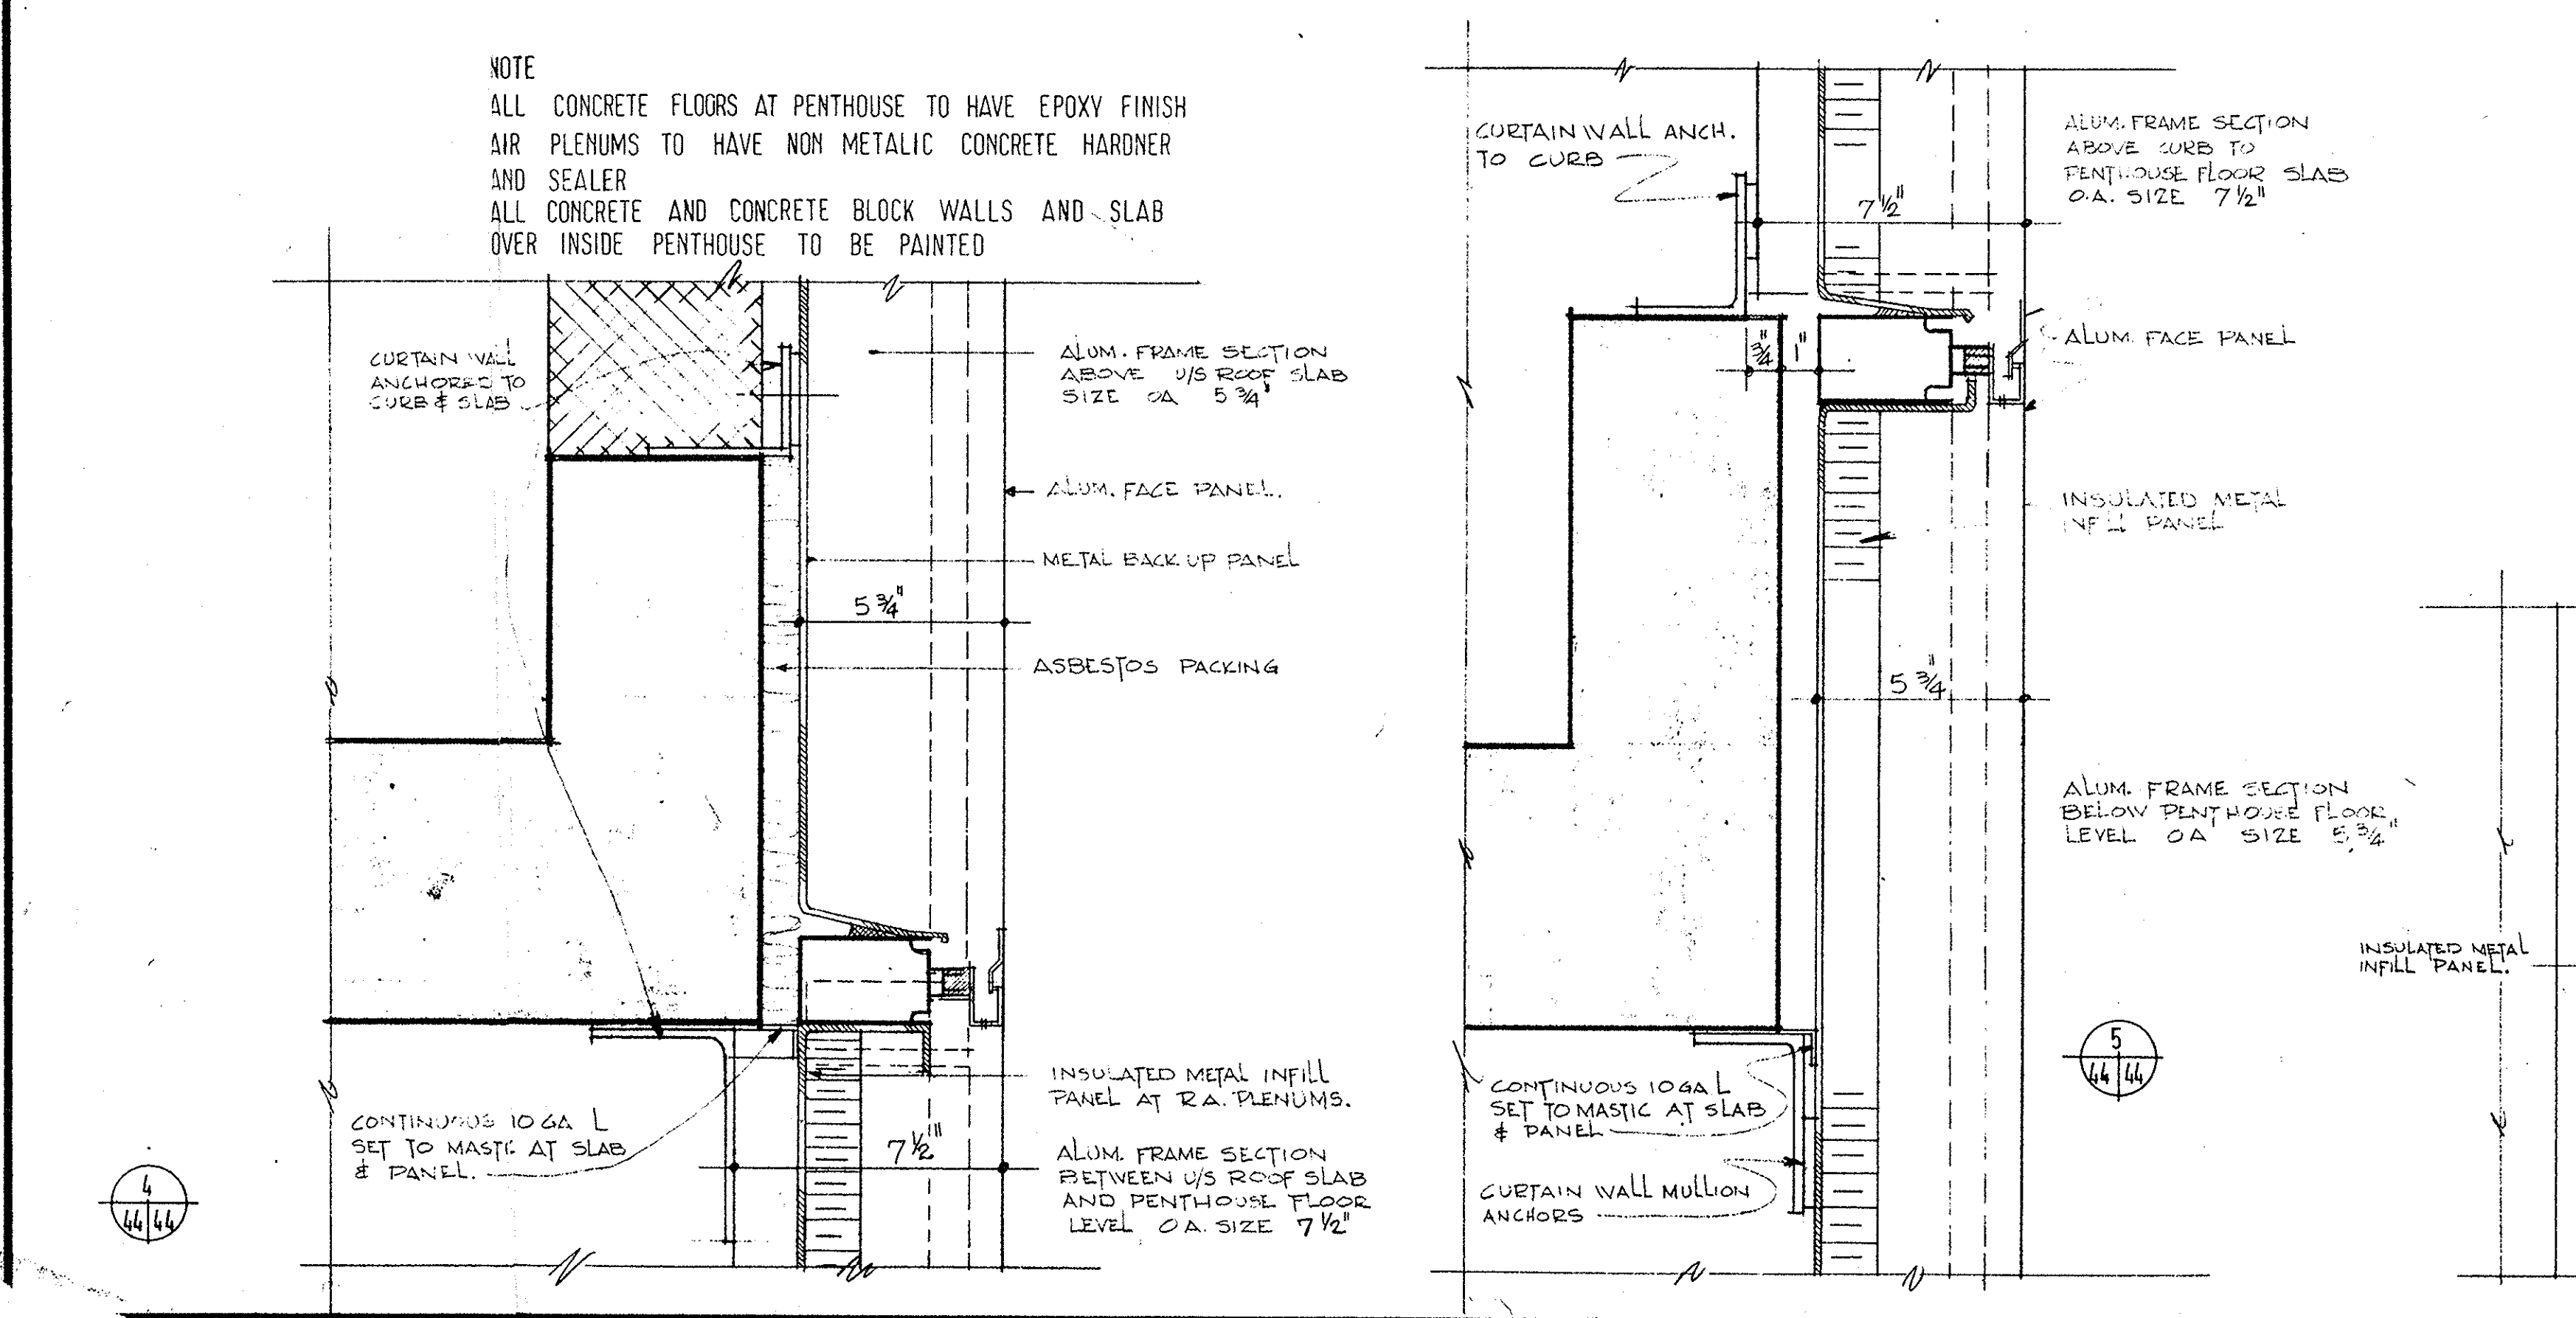 NOTE
ALL CONCRETE FLOORS AT PENTHOUSE TO HAVE EPOXY FINISH
AIR PLENUMS TO HAVE NON METALIC CONCRETE HARDNER
AND SEALER
ALL CONCRETE AND CONCRETE BLOCK WALLS AND SLAB
OVER INSIDE PENTHOUSE TO BE PAINTED
CURTAIN WALL
ANCHORED TO
CURB & SLAB
ALUM. FRAME SECTION
ABOVE U/S ROOF SLAB
SIZE OA 5 3/4"
ALUM. FACE PANEL.
METAL BACK UP PANEL
5 3/4"
ASBESTOS PACKING
INSULATED METAL INFILL
PANEL AT R.A. PLENUMS.
7 1/2"
ALUM. FRAME SECTION
BETWEEN U/S ROOF SLAB
AND PENTHOUSE FLOOR
LEVEL O A. SIZE 7 1/2"
CONTINUOUS 10 GA L
SET TO MASTIC AT SLAB
& PANEL.
4
44 44
CURTAIN WALL ANCH.
TO CURB
ALUM. FRAME SECTION
ABOVE CURB TO
PENTHOUSE FLOOR SLAB
O.A. SIZE 7 1/2"
7 1/2"
3/4" 1"
ALUM. FACE PANEL
INSULATED METAL
INFILL PANEL
5 3/4"
ALUM. FRAME SECTION
BELOW PENTHOUSE FLOOR
LEVEL OA SIZE 5 3/4"
CONTINUOUS 10 GA L
SET TO MASTIC AT SLAB
& PANEL
CURTAIN WALL MULLION
ANCHORS
5
44 44
INSULATED METAL
INFILL PANEL.